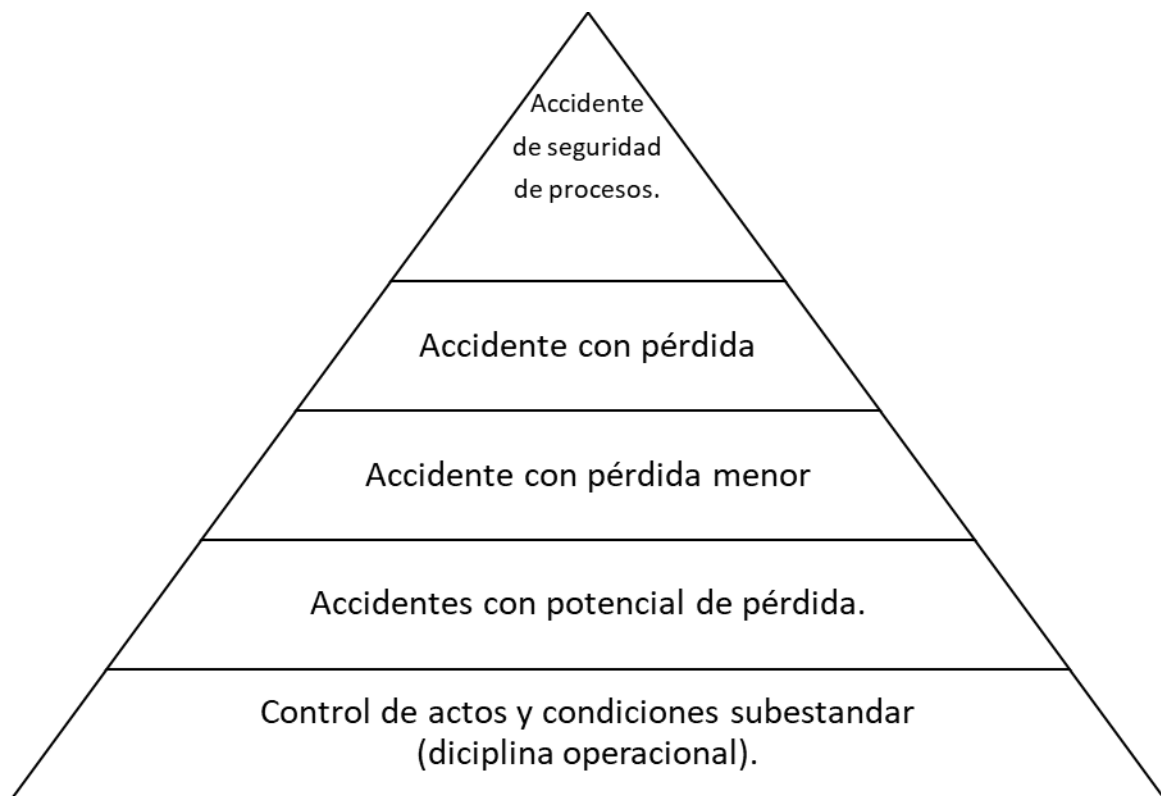 Accidente
de seguridad
de procesos.
Accidente con pérdida
Accidente con pérdida menor
Accidentes con potencial de pérdida.
Control de actos y condiciones subestandar
(diciplina operacional).